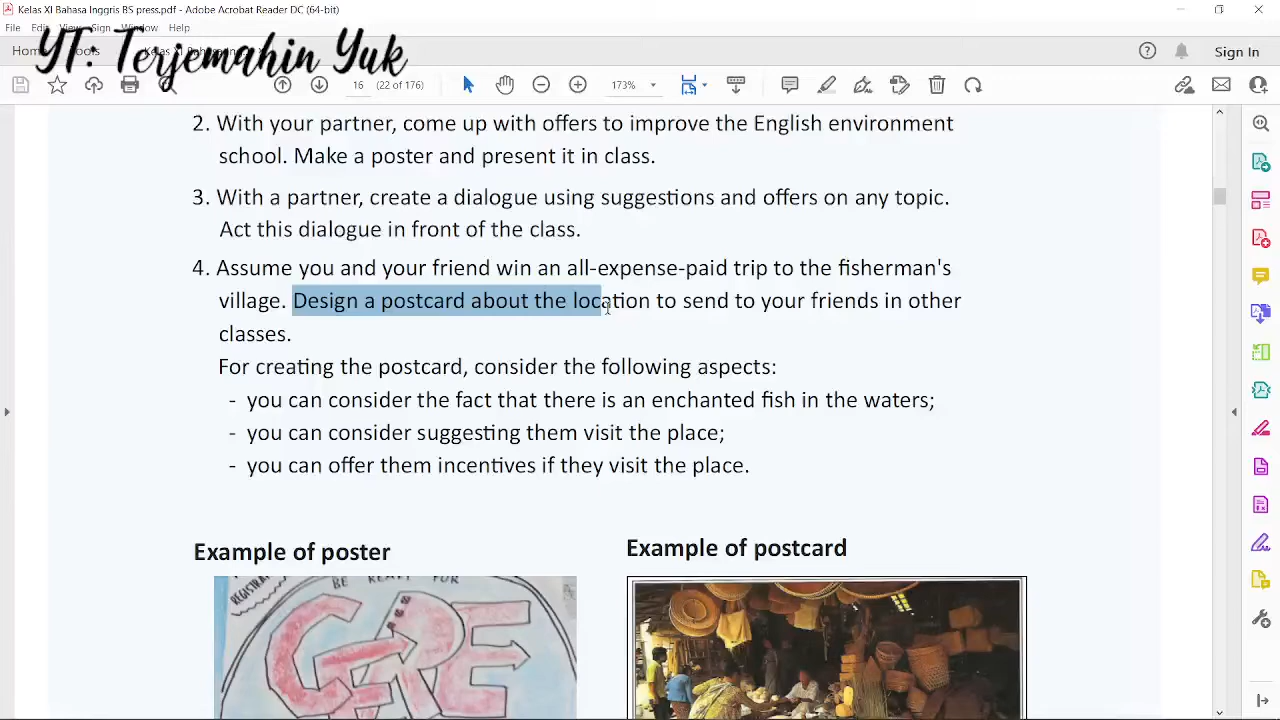 Kelas XI Bahasa Inggris BS press.pdf - Adobe Acrobat Reader DC (64-bit)
File Edit View Sign Window Help
YT: Terjemahin Yuk
Home Tools
Sign In
16 (22 of 176)
173%
2. With your partner, come up with offers to improve the English environment
school. Make a poster and present it in class.
3. With a partner, create a dialogue using suggestions and offers on any topic.
Act this dialogue in front of the class.
4. Assume you and your friend win an all-expense-paid trip to the fisherman's
village. Design a postcard about the location to send to your friends in other
classes.
For creating the postcard, consider the following aspects:
- you can consider the fact that there is an enchanted fish in the waters;
- you can consider suggesting them visit the place;
- you can offer them incentives if they visit the place.
Example of poster
Example of postcard
BE READY FOR